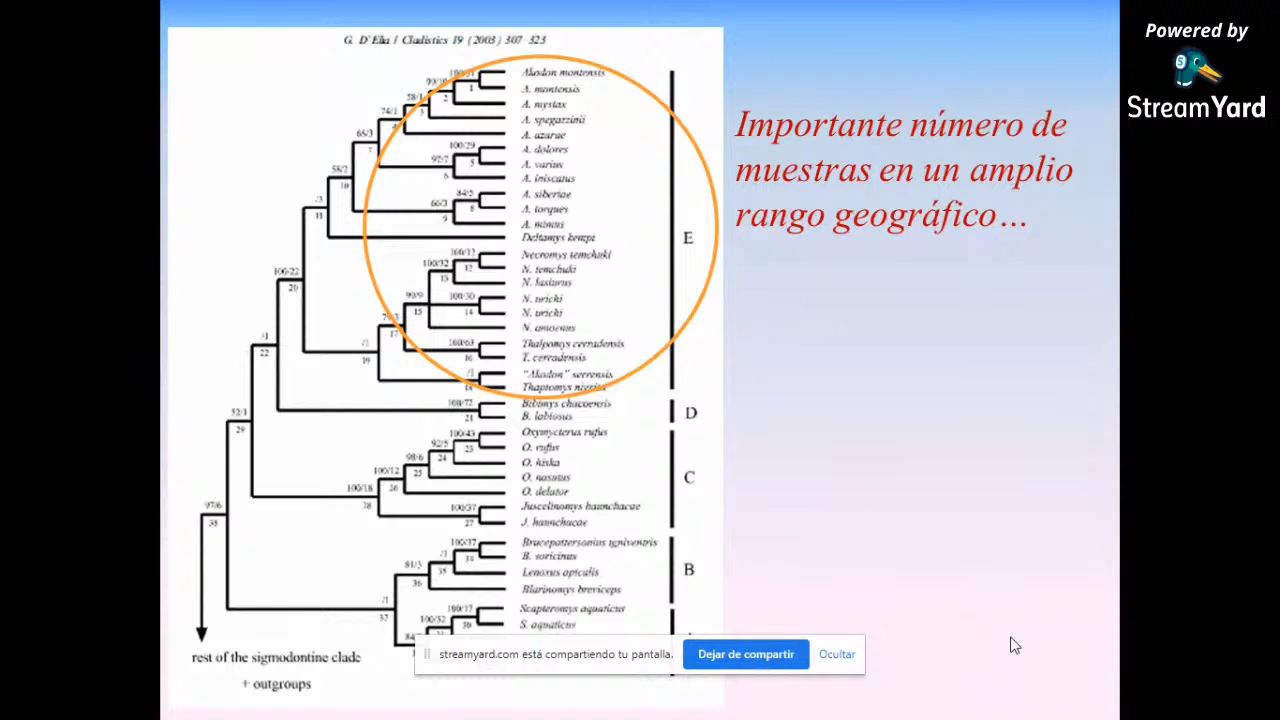 G. D'Elía / Cladistics 19 (2003) 307–323
Akodon montensis
A. montensis
A. mystax
A. spegazzinii
A. azarae
A. dolores
A. varius
A. iniscatus
A. siberiae
A. torques
A. mimus
Deltamys kempi
Necromys temchuki
N. temchuki
N. lasiurus
N. urichi
N. urichi
N. amoenus
Thalpomys cerradensis
T. cerradensis
"Akodon" serrensis
Thaptomys nigrita
E
Bibimys chacoensis
B. labiosus
D
Oxymycterus rufus
O. rufus
O. hiska
O. nasutus
O. delator
Juscelinomys huanchacae
J. huanchacae
C
Brucepattersonius igniventris
B. soricinus
Lenoxus apicalis
Blarinomys breviceps
B
Scapteromys aquaticus
S. aquaticus
rest of the sigmodontine clade
+ outgroups
Importante número de
muestras en un amplio
rango geográfico...
Powered by
StreamYard
streamyard.com está compartiendo tu pantalla.
Dejar de compartir
Ocultar